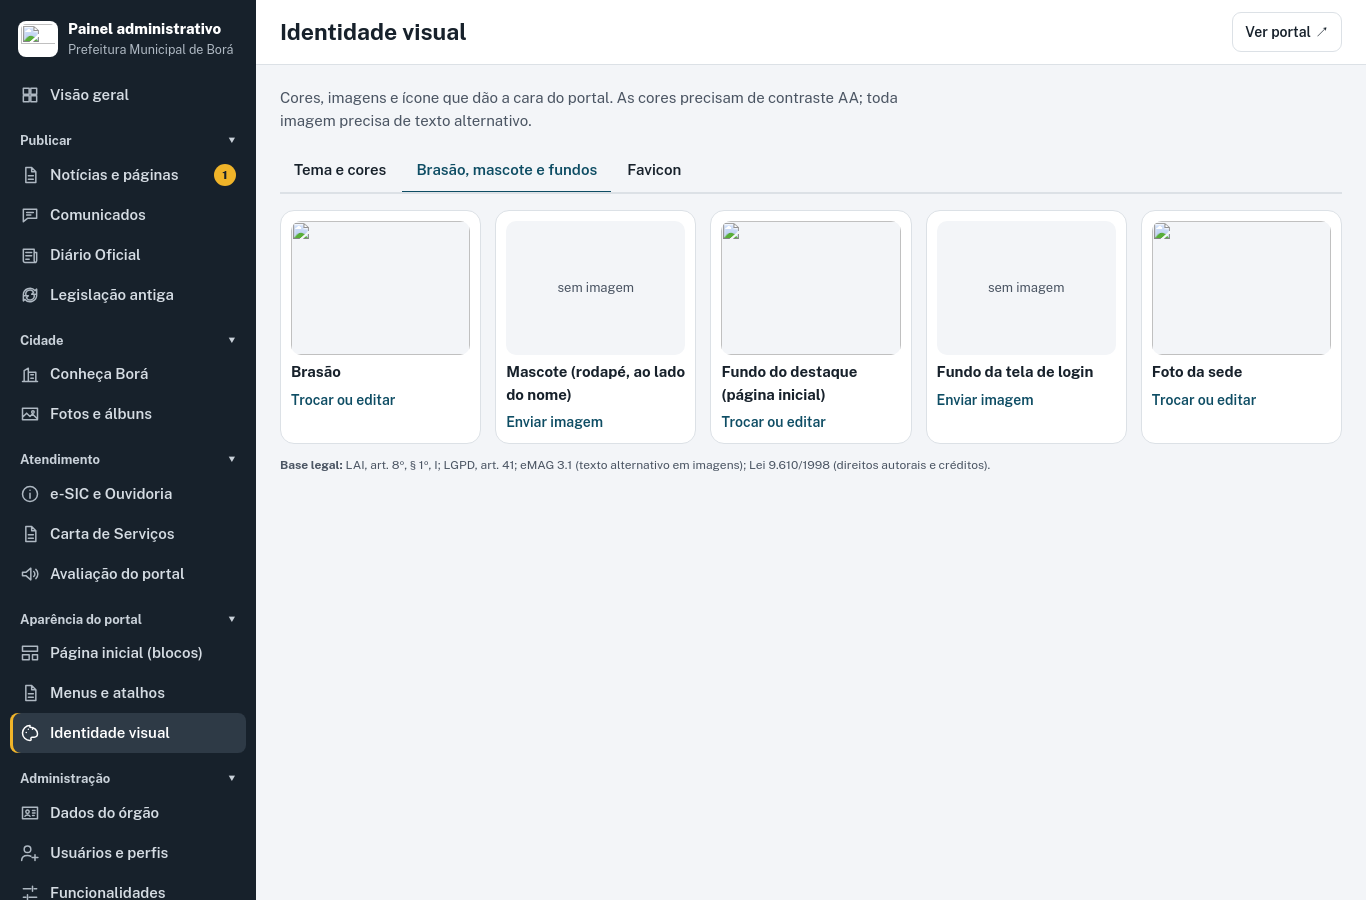 Painel administrativo
Prefeitura Municipal de Borá
Visão geral
Publicar
Notícias e páginas 1
Comunicados
Diário Oficial
Legislação antiga
Cidade
Conheça Borá
Fotos e álbuns
Atendimento
e-SIC e Ouvidoria
Carta de Serviços
Avaliação do portal
Aparência do portal
Página inicial (blocos)
Menus e atalhos
Identidade visual
Administração
Dados do órgão
Usuários e perfis
Funcionalidades
Identidade visual
Ver portal ↗
Cores, imagens e ícone que dão a cara do portal. As cores precisam de contraste AA; toda
imagem precisa de texto alternativo.
Tema e cores
Brasão, mascote e fundos
Favicon
Brasão
Trocar ou editar
sem imagem
Mascote (rodapé, ao lado
do nome)
Enviar imagem
Fundo do destaque
(página inicial)
Trocar ou editar
sem imagem
Fundo da tela de login
Enviar imagem
Foto da sede
Trocar ou editar
Base legal: LAI, art. 8º, § 1º, I; LGPD, art. 41; eMAG 3.1 (texto alternativo em imagens); Lei 9.610/1998 (direitos autorais e créditos).